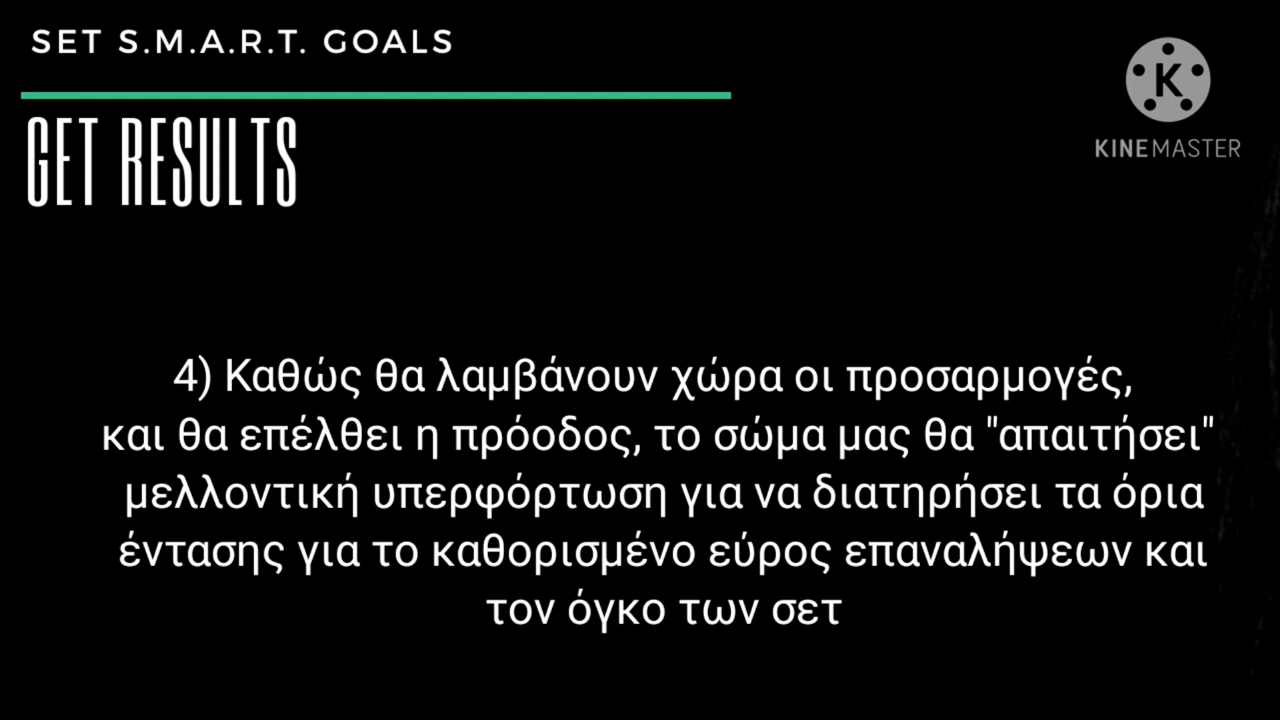 SET S.M.A.R.T. GOALS
GET RESULTS
K
KINEMASTER
4) Καθώς θα λαμβάνουν χώρα οι προσαρμογές,
και θα επέλθει η πρόοδος, το σώμα μας θα "απαιτήσει"
μελλοντική υπερφόρτωση για να διατηρήσει τα όρια
έντασης για το καθορισμένο εύρος επαναλήψεων και
τον όγκο των σετ